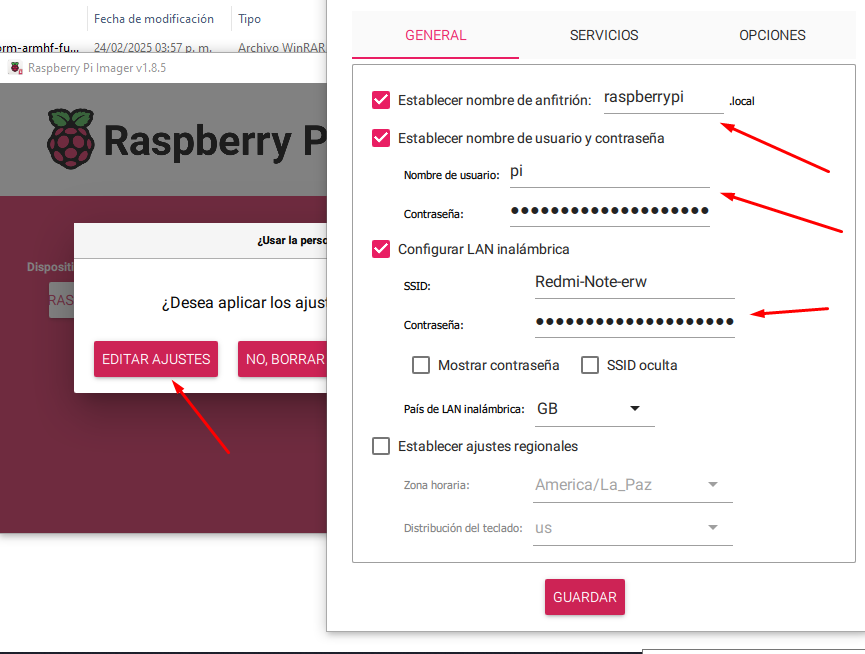 Fecha de modificación Tipo
orm-armhf-fu... 24/02/2025 03:57 p. m. Archivo WinRAR
Raspberry Pi Imager v1.8.5
Raspberry P
Dispositi
RAS
¿Usar la perso
¿Desea aplicar los ajust
EDITAR AJUSTES NO, BORRAR
GENERAL SERVICIOS OPCIONES
Establecer nombre de anfitrión: raspberrypi .local
Establecer nombre de usuario y contraseña
Nombre de usuario: pi
Contraseña: ••••••••••••••••••••
Configurar LAN inalámbrica
SSID: Redmi-Note-erw
Contraseña: ••••••••••••••••••••
Mostrar contraseña SSID oculta
País de LAN inalámbrica: GB
Establecer ajustes regionales
Zona horaria: America/La_Paz
Distribución del teclado: us
GUARDAR